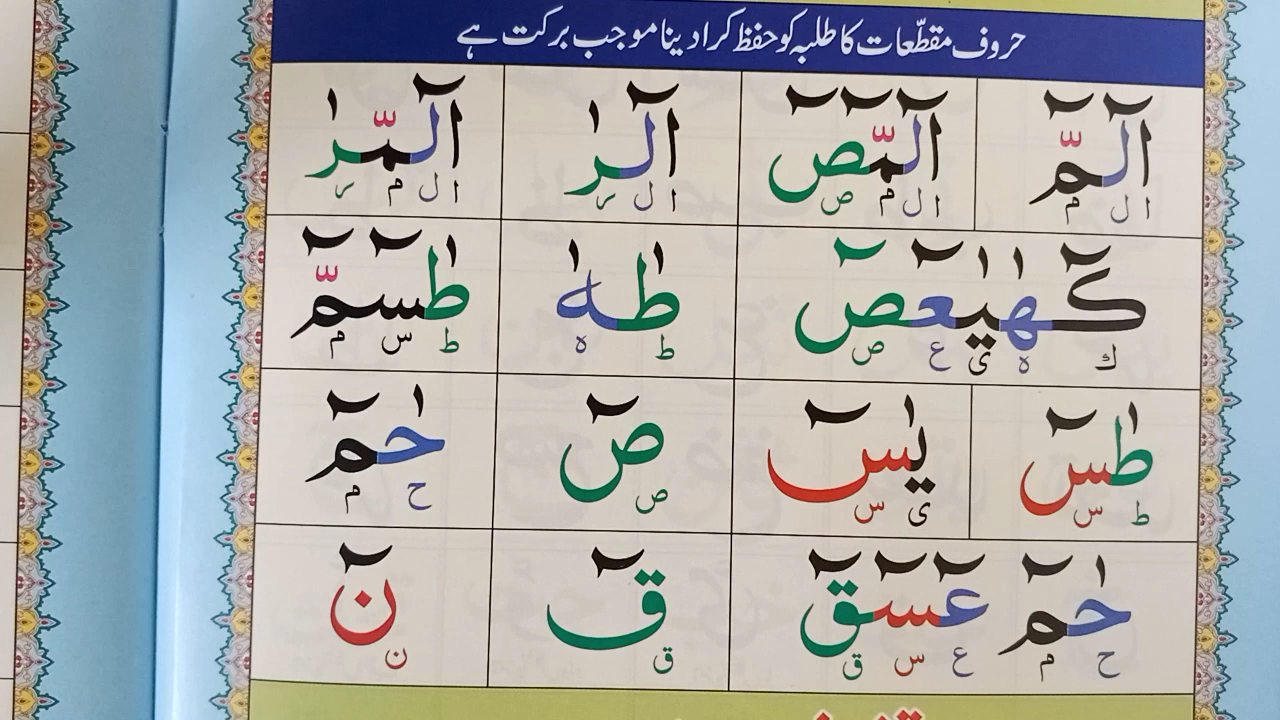 حروف مقطّعات کا طلبہ کو حفظ کرا دینا موجب برکت ہے
الٓمّٓ الٓمّٓصٓ الٓرٰ الٓمّٓرٰ
ا ل م ا ل م ص ا ل ر ا ل م ر
كٓهٰيٰعٓصٓ طٰهٰ طٰسٓمّٓ
ك ه ی ع ص ط ه ط س م
طٰسٓ يٰسٓ صٓ حٰمٓ
ط س ی س ص ح م
حٰمٓ عٓسٓقٓ قٓ نٓ
ح م ع س ق ق ن